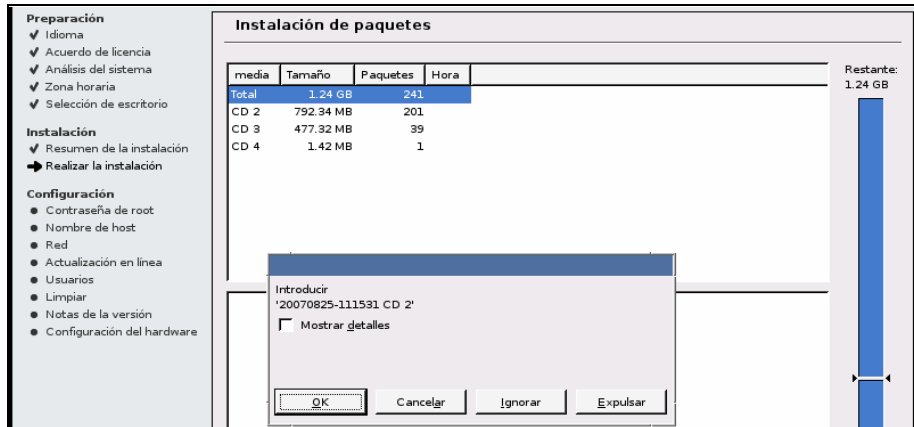 Preparación
Idioma
Acuerdo de licencia
Análisis del sistema
Zona horaria
Selección de escritorio
Instalación
Resumen de la instalación
Realizar la instalación
Configuración
Contraseña de root
Nombre de host
Red
Actualización en línea
Usuarios
Limpiar
Notas de la versión
Configuración del hardware
Instalación de paquetes
media Tamaño Paquetes Hora
Total 1.24 GB 241
CD 2 792.34 MB 201
CD 3 477.32 MB 39
CD 4 1.42 MB 1
Restante:
1.24 GB
Introducir
'20070825-111531 CD 2'
Mostrar detalles
OK Cancelar Ignorar Expulsar